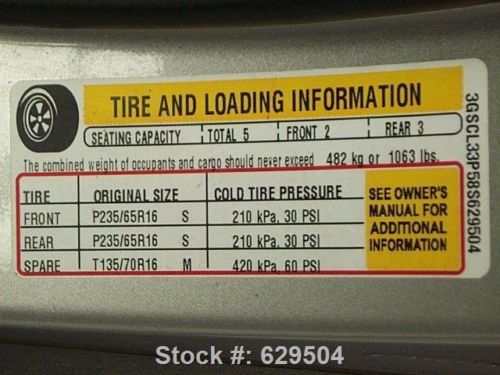 TIRE AND LOADING INFORMATION
SEATING CAPACITY TOTAL 5 FRONT 2 REAR 3
The combined weight of occupants and cargo should never exceed 482 kg or 1063 lbs.
TIRE ORIGINAL SIZE COLD TIRE PRESSURE
FRONT P235/65R16 S 210 kPa, 30 PSI
REAR P235/65R16 S 210 kPa, 30 PSI
SPARE T135/70R16 M 420 kPa, 60 PSI
SEE OWNER'S
MANUAL FOR
ADDITIONAL
INFORMATION
3GSCL33P58S629504
Stock #: 629504